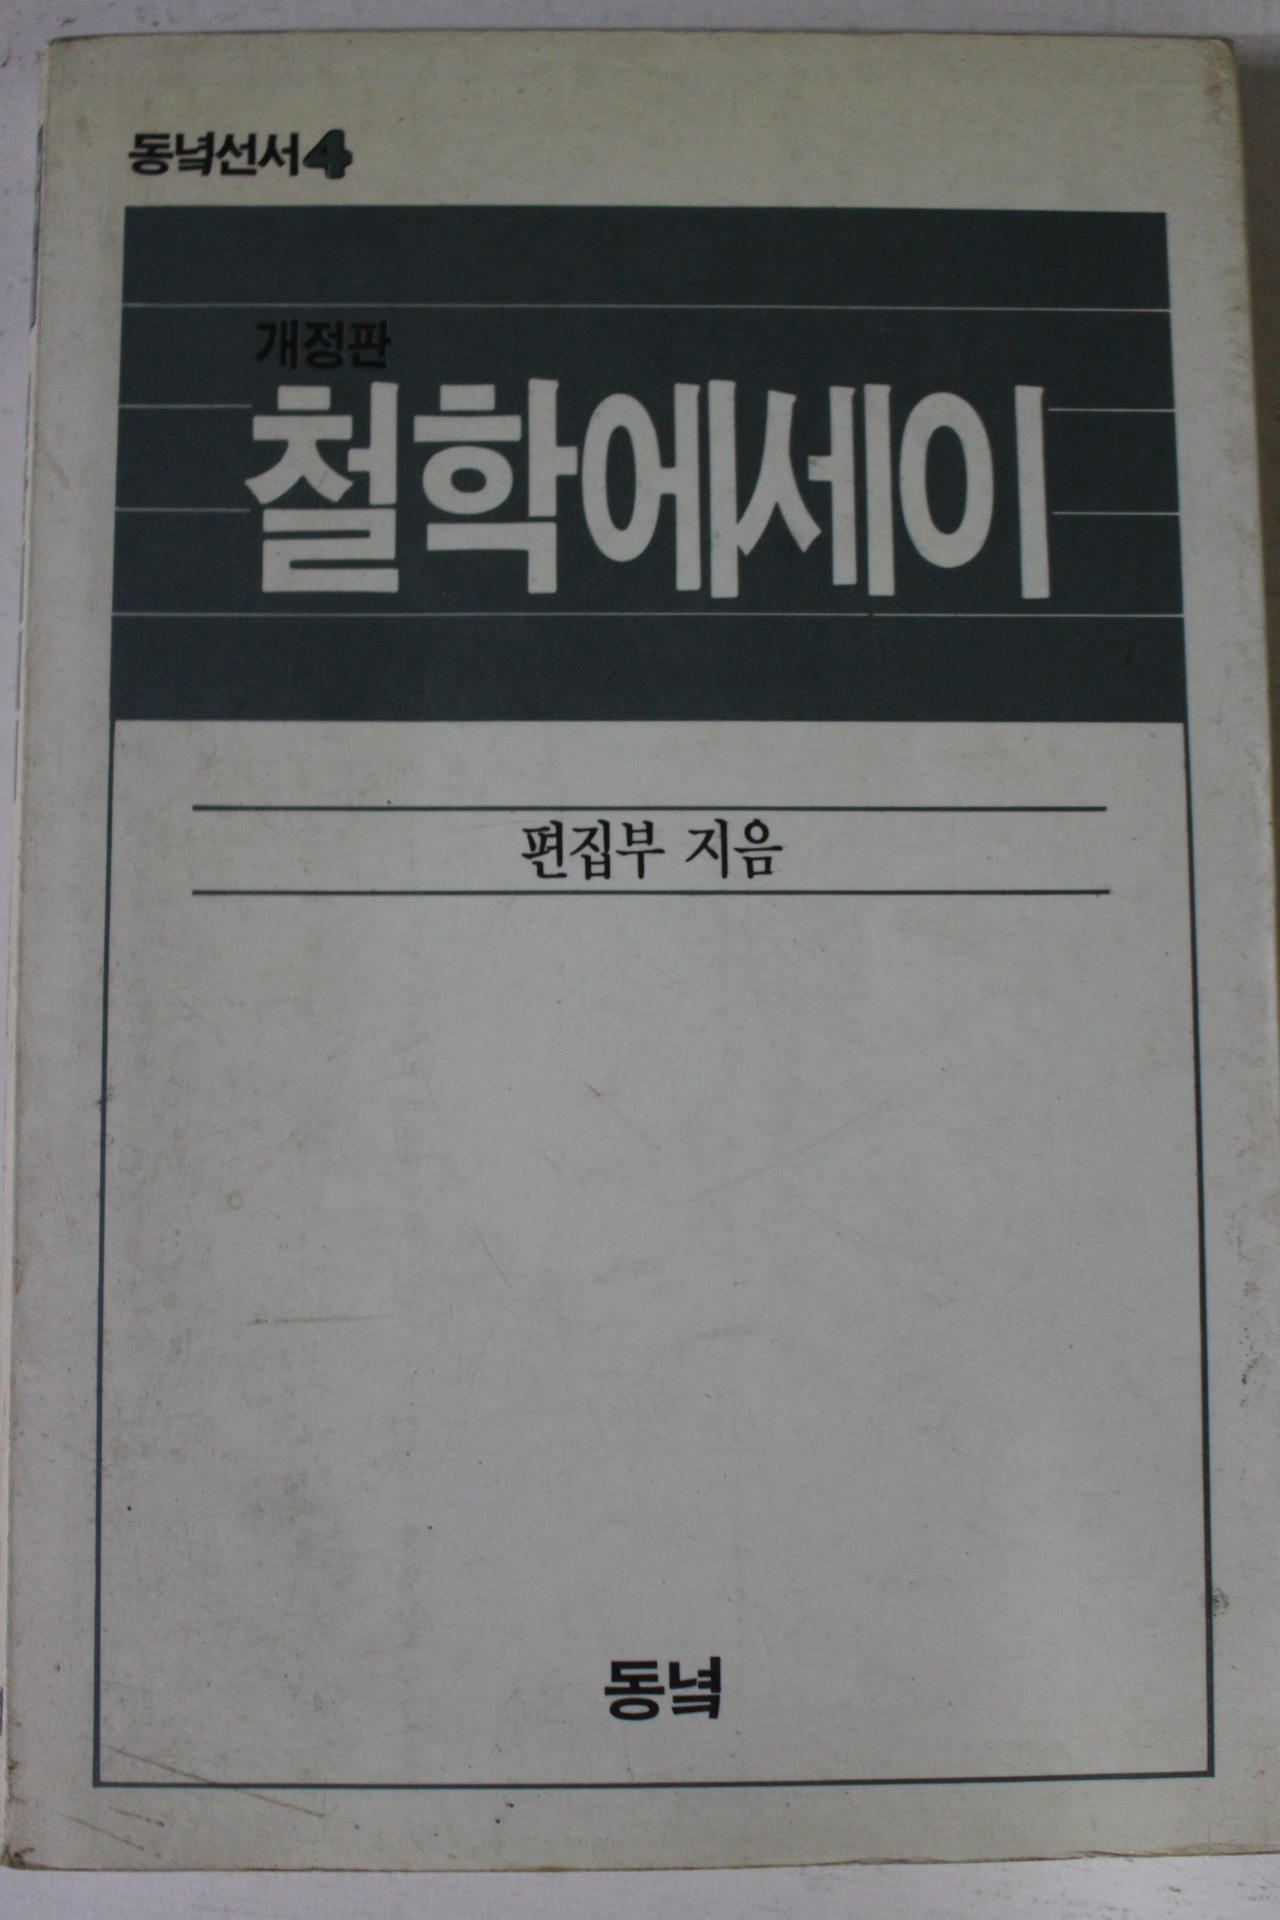 동녘선서4
개정판
철학에세이
편집부 지음
동녘